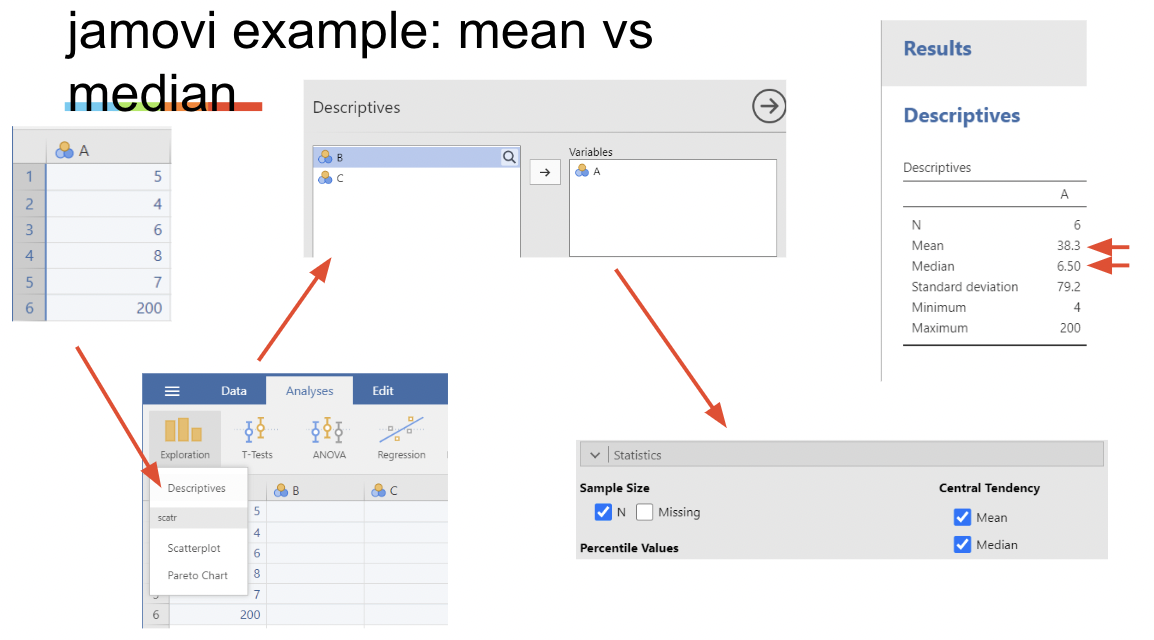 jamovi example: mean vs
median
A
1 5
2 4
3 6
4 8
5 7
6 200
Descriptives
B
C
Variables
A
Results
Descriptives
Descriptives
A
N 6
Mean 38.3
Median 6.50
Standard deviation 79.2
Minimum 4
Maximum 200
Data Analyses Edit
Exploration T-Tests ANOVA Regression
Descriptives
scatr
Scatterplot
Pareto Chart
B C
5
4
6
8
7
6 200
Statistics
Sample Size
N Missing
Percentile Values
Central Tendency
Mean
Median